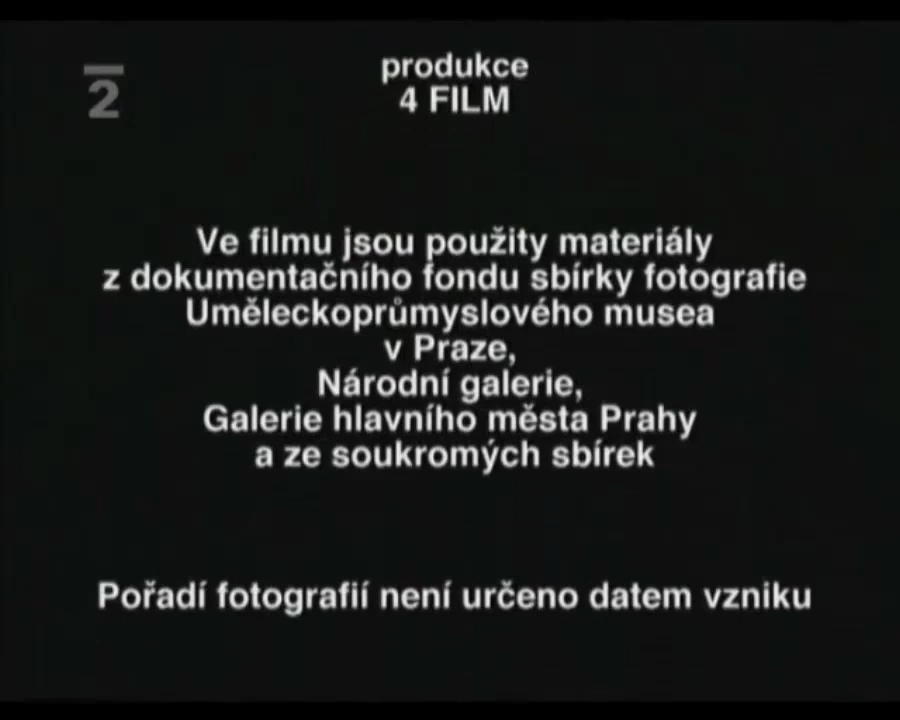 produkce
2
4 FILM
Ve filmu jsou použity materiály
z dokumentačního fondu sbírky fotografie
Uměleckoprůmyslového musea
v Praze,
Národní galerie,
Galerie hlavního města Prahy
a ze soukromých sbírek
Pořadí fotografií není určeno datem vzniku